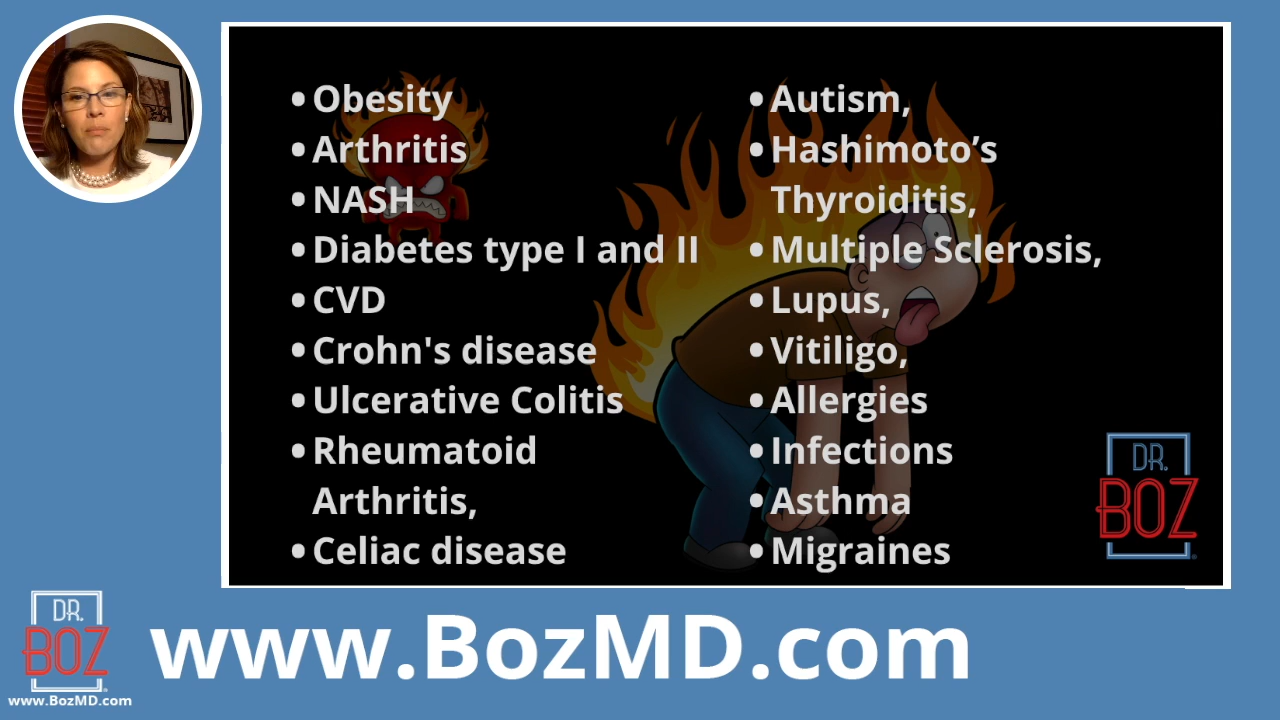 • Obesity
• Arthritis
• NASH
• Diabetes type I and II
• CVD
• Crohn's disease
• Ulcerative Colitis
• Rheumatoid
Arthritis,
• Celiac disease
• Autism,
• Hashimoto’s
Thyroiditis,
• Multiple Sclerosis,
• Lupus,
• Vitiligo,
• Allergies
• Infections
• Asthma
• Migraines
DR.
BOZ
DR.
BOZ
www.BozMD.com
www.BozMD.com